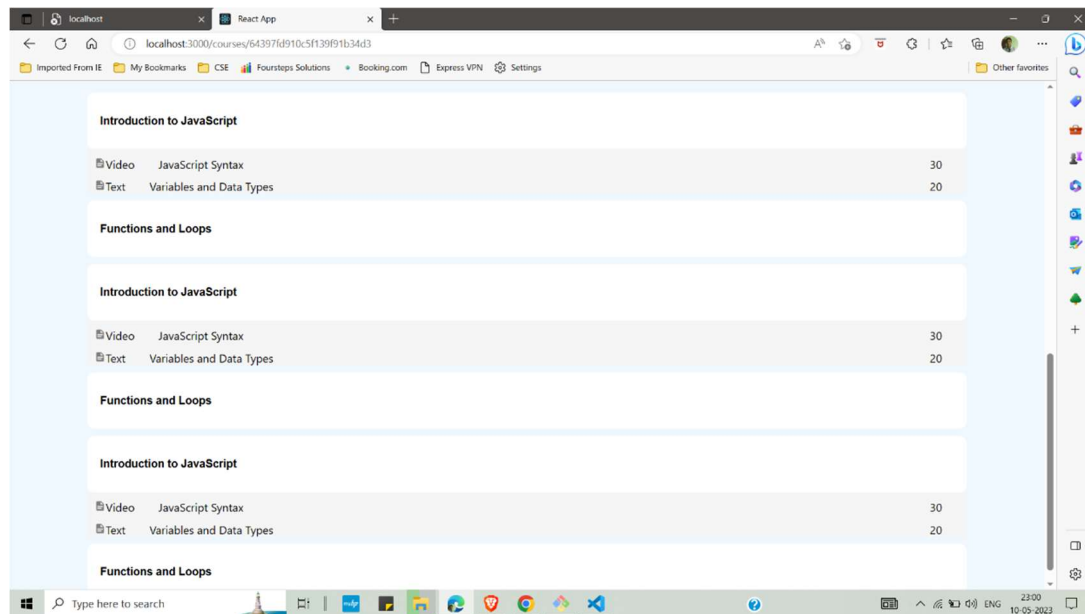 localhost
React App
localhost:3000/courses/64397fd910c5f139f91b34d3
Imported From IE My Bookmarks CSE Foursteps Solutions Booking.com Express VPN Settings Other favorites
Introduction to JavaScript
Video JavaScript Syntax 30
Text Variables and Data Types 20
Functions and Loops
Introduction to JavaScript
Video JavaScript Syntax 30
Text Variables and Data Types 20
Functions and Loops
Introduction to JavaScript
Video JavaScript Syntax 30
Text Variables and Data Types 20
Functions and Loops
Type here to search ENG 23:00
10-05-2023